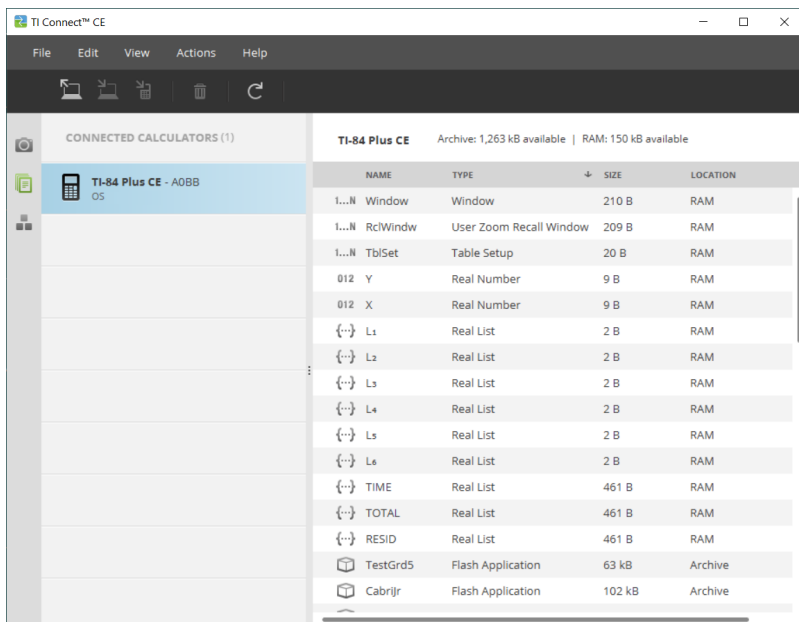 TI Connect™ CE
File Edit View Actions Help
CONNECTED CALCULATORS (1)
TI-84 Plus CE - A0BB
OS
TI-84 Plus CE Archive: 1,263 kB available | RAM: 150 kB available
NAME TYPE SIZE LOCATION
1...N Window Window 210 B RAM
1...N RclWindw User Zoom Recall Window 209 B RAM
1...N TblSet Table Setup 20 B RAM
012 Y Real Number 9 B RAM
012 X Real Number 9 B RAM
{···} L₁ Real List 2 B RAM
{···} L₂ Real List 2 B RAM
{···} L₃ Real List 2 B RAM
{···} L₄ Real List 2 B RAM
{···} L₅ Real List 2 B RAM
{···} L₆ Real List 2 B RAM
{···} TIME Real List 461 B RAM
{···} TOTAL Real List 461 B RAM
{···} RESID Real List 461 B RAM
TestGrd5 Flash Application 63 kB Archive
CabriJr Flash Application 102 kB Archive